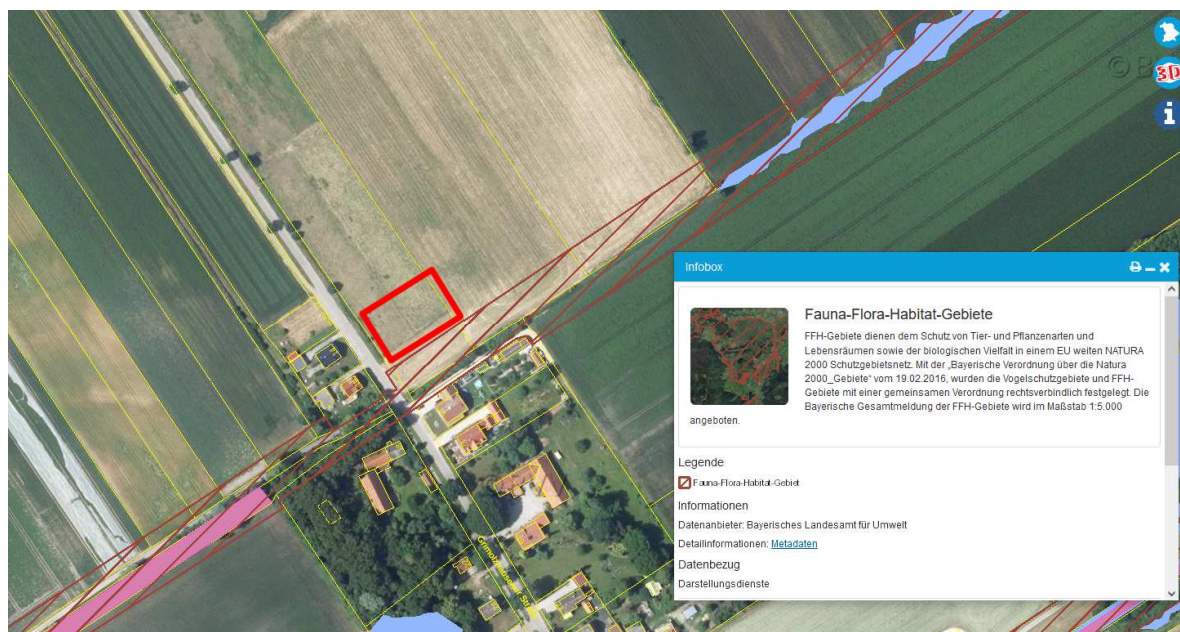 ©B
3D
i
Infobox
Fauna-Flora-Habitat-Gebiete
FFH-Gebiete dienen dem Schutz von Tier- und Pflanzenarten und
Lebensräumen sowie der biologischen Vielfalt in einem EU weiten NATURA
2000 Schutzgebietsnetz. Mit der „Bayerische Verordnung über die Natura
2000_Gebiete“ vom 19.02.2016, wurden die Vogelschutzgebiete und FFH-
Gebiete mit einer gemeinsamen Verordnung rechtsverbindlich festgelegt. Die
Bayerische Gesamtmeldung der FFH-Gebiete wird im Maßstab 1:5.000
angeboten.
Legende
Fauna-Flora-Habitat-Gebiet
Informationen
Datenanbieter: Bayerisches Landesamt für Umwelt
Detailinformationen: Metadaten
Datenbezug
Darstellungsdienste